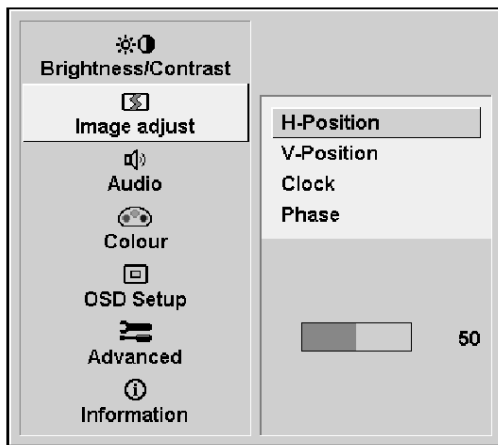 Brightness/Contrast
Image adjust
Audio
Colour
OSD Setup
Advanced
Information
H-Position
V-Position
Clock
Phase
50